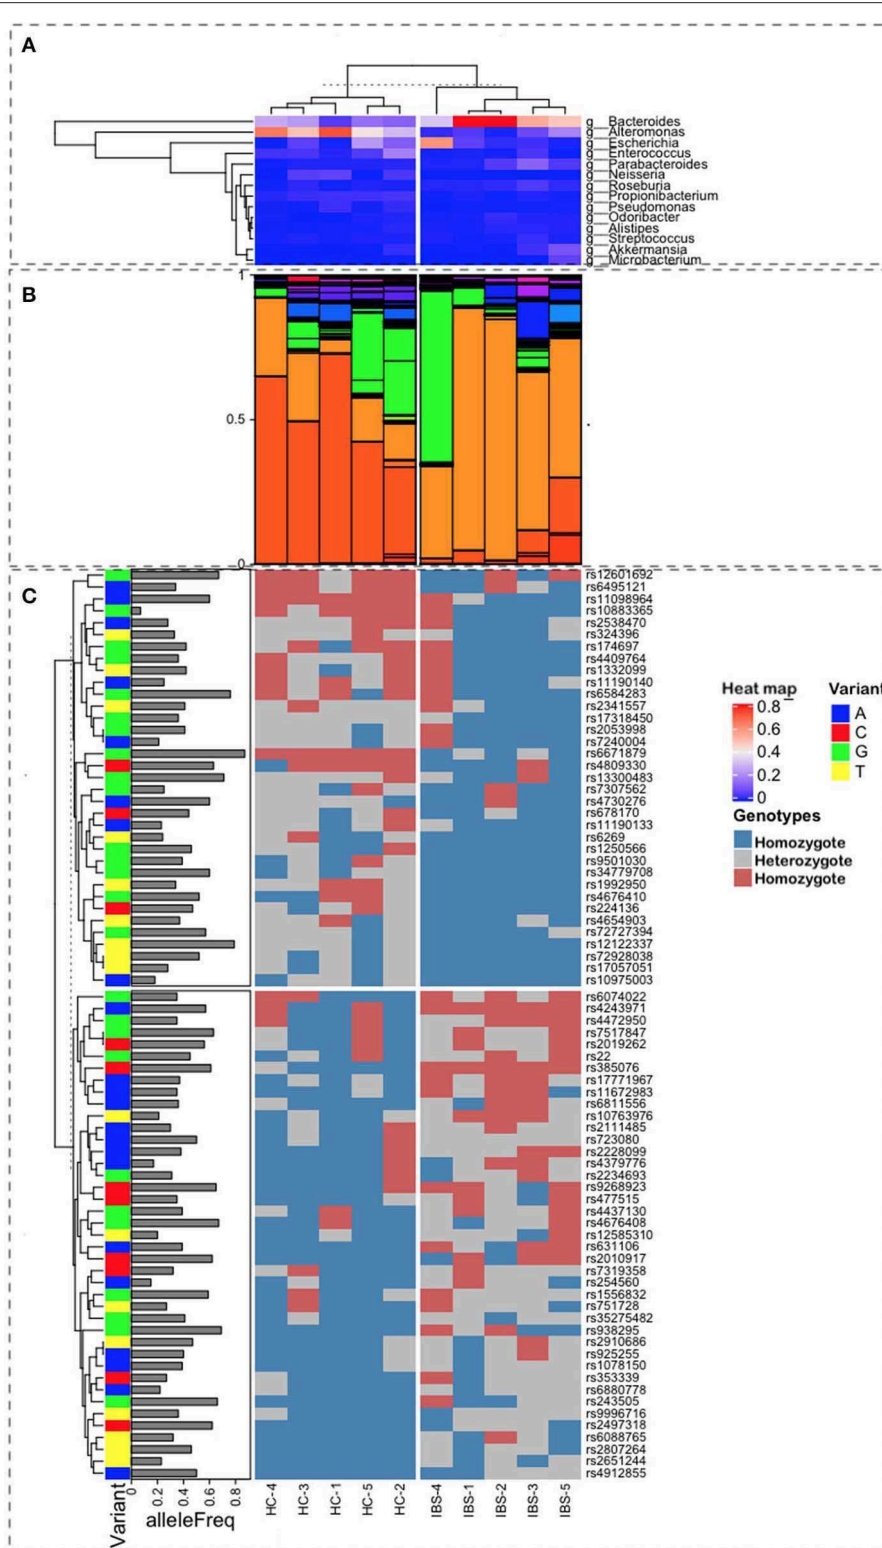 A
g__Bacteroides
g__Alteromonas
g__Escherichia
g__Enterococcus
g__Parabacteroides
g__Neisseria
g__Roseburia
g__Propionibacterium
g__Pseudomonas
g__Odoribacter
g__Alistipes
g__Streptococcus
g__Akkermansia
g__Microbacterium
B
1
0.5
0
C
rs12601692
rs6495121
rs11098964
rs10883365
rs2538470
rs324396
rs174697
rs4409764
rs1332099
rs11190140
rs6584283
rs2341557
rs17318450
rs2053998
rs7240004
rs6671879
rs4809330
rs13300483
rs7307562
rs4730276
rs678170
rs11190133
rs6269
rs1250566
rs9501030
rs34779708
rs1992950
rs4676410
rs224136
rs4654903
rs72727394
rs12122337
rs72928038
rs17057051
rs10975003
rs6074022
rs4243971
rs4472950
rs7517847
rs2019262
rs22
rs385076
rs17771967
rs11672983
rs6811556
rs10763976
rs2111485
rs723080
rs2228099
rs4379776
rs2234693
rs9268923
rs477515
rs4437130
rs4676408
rs12585310
rs631106
rs2010917
rs7319358
rs254560
rs1556832
rs751728
rs35275482
rs938295
rs2910686
rs925255
rs1078150
rs353339
rs6880778
rs243505
rs9996716
rs2497318
rs6088765
rs2807264
rs2651244
rs4912855
Heat map
0.8
0.6
0.4
0.2
0
Variant
A
C
G
T
Genotypes
Homozygote
Heterozygote
Homozygote
Variant
0 0.2 0.4 0.6 0.8
alleleFreq
HC-4 HC-3 HC-1 HC-5 HC-2 IBS-4 IBS-1 IBS-2 IBS-3 IBS-5